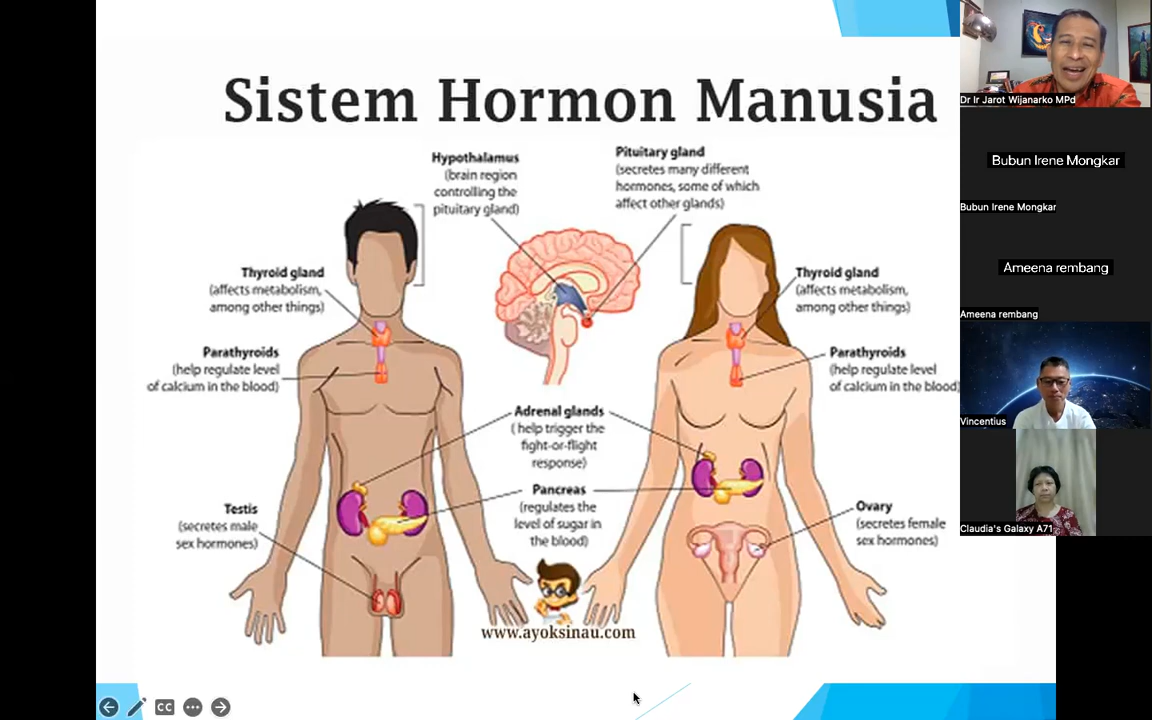 Sistem Hormon Manusia
Hypothalamus
(brain region
controlling the
pituitary gland)
Pituitary gland
(secretes many different
hormones, some of which
affect other glands)
Thyroid gland
(affects metabolism,
among other things)
Thyroid gland
(affects metabolism,
among other things)
Parathyroids
(help regulate level
of calcium in the blood)
Parathyroids
(help regulate level
of calcium in the blood)
Adrenal glands
( help trigger the
fight-or-flight
response)
Pancreas
(regulates the
level of sugar in
the blood)
Testis
(secretes male
sex hormones)
Ovary
(secretes female
sex hormones)
www.ayoksinau.com
CC
Dr Ir Jarot Wijanarko MPd
Bubun Irene Mongkar
Bubun Irene Mongkar
Ameena rembang
Ameena rembang
Vincentius
Claudia's Galaxy A71